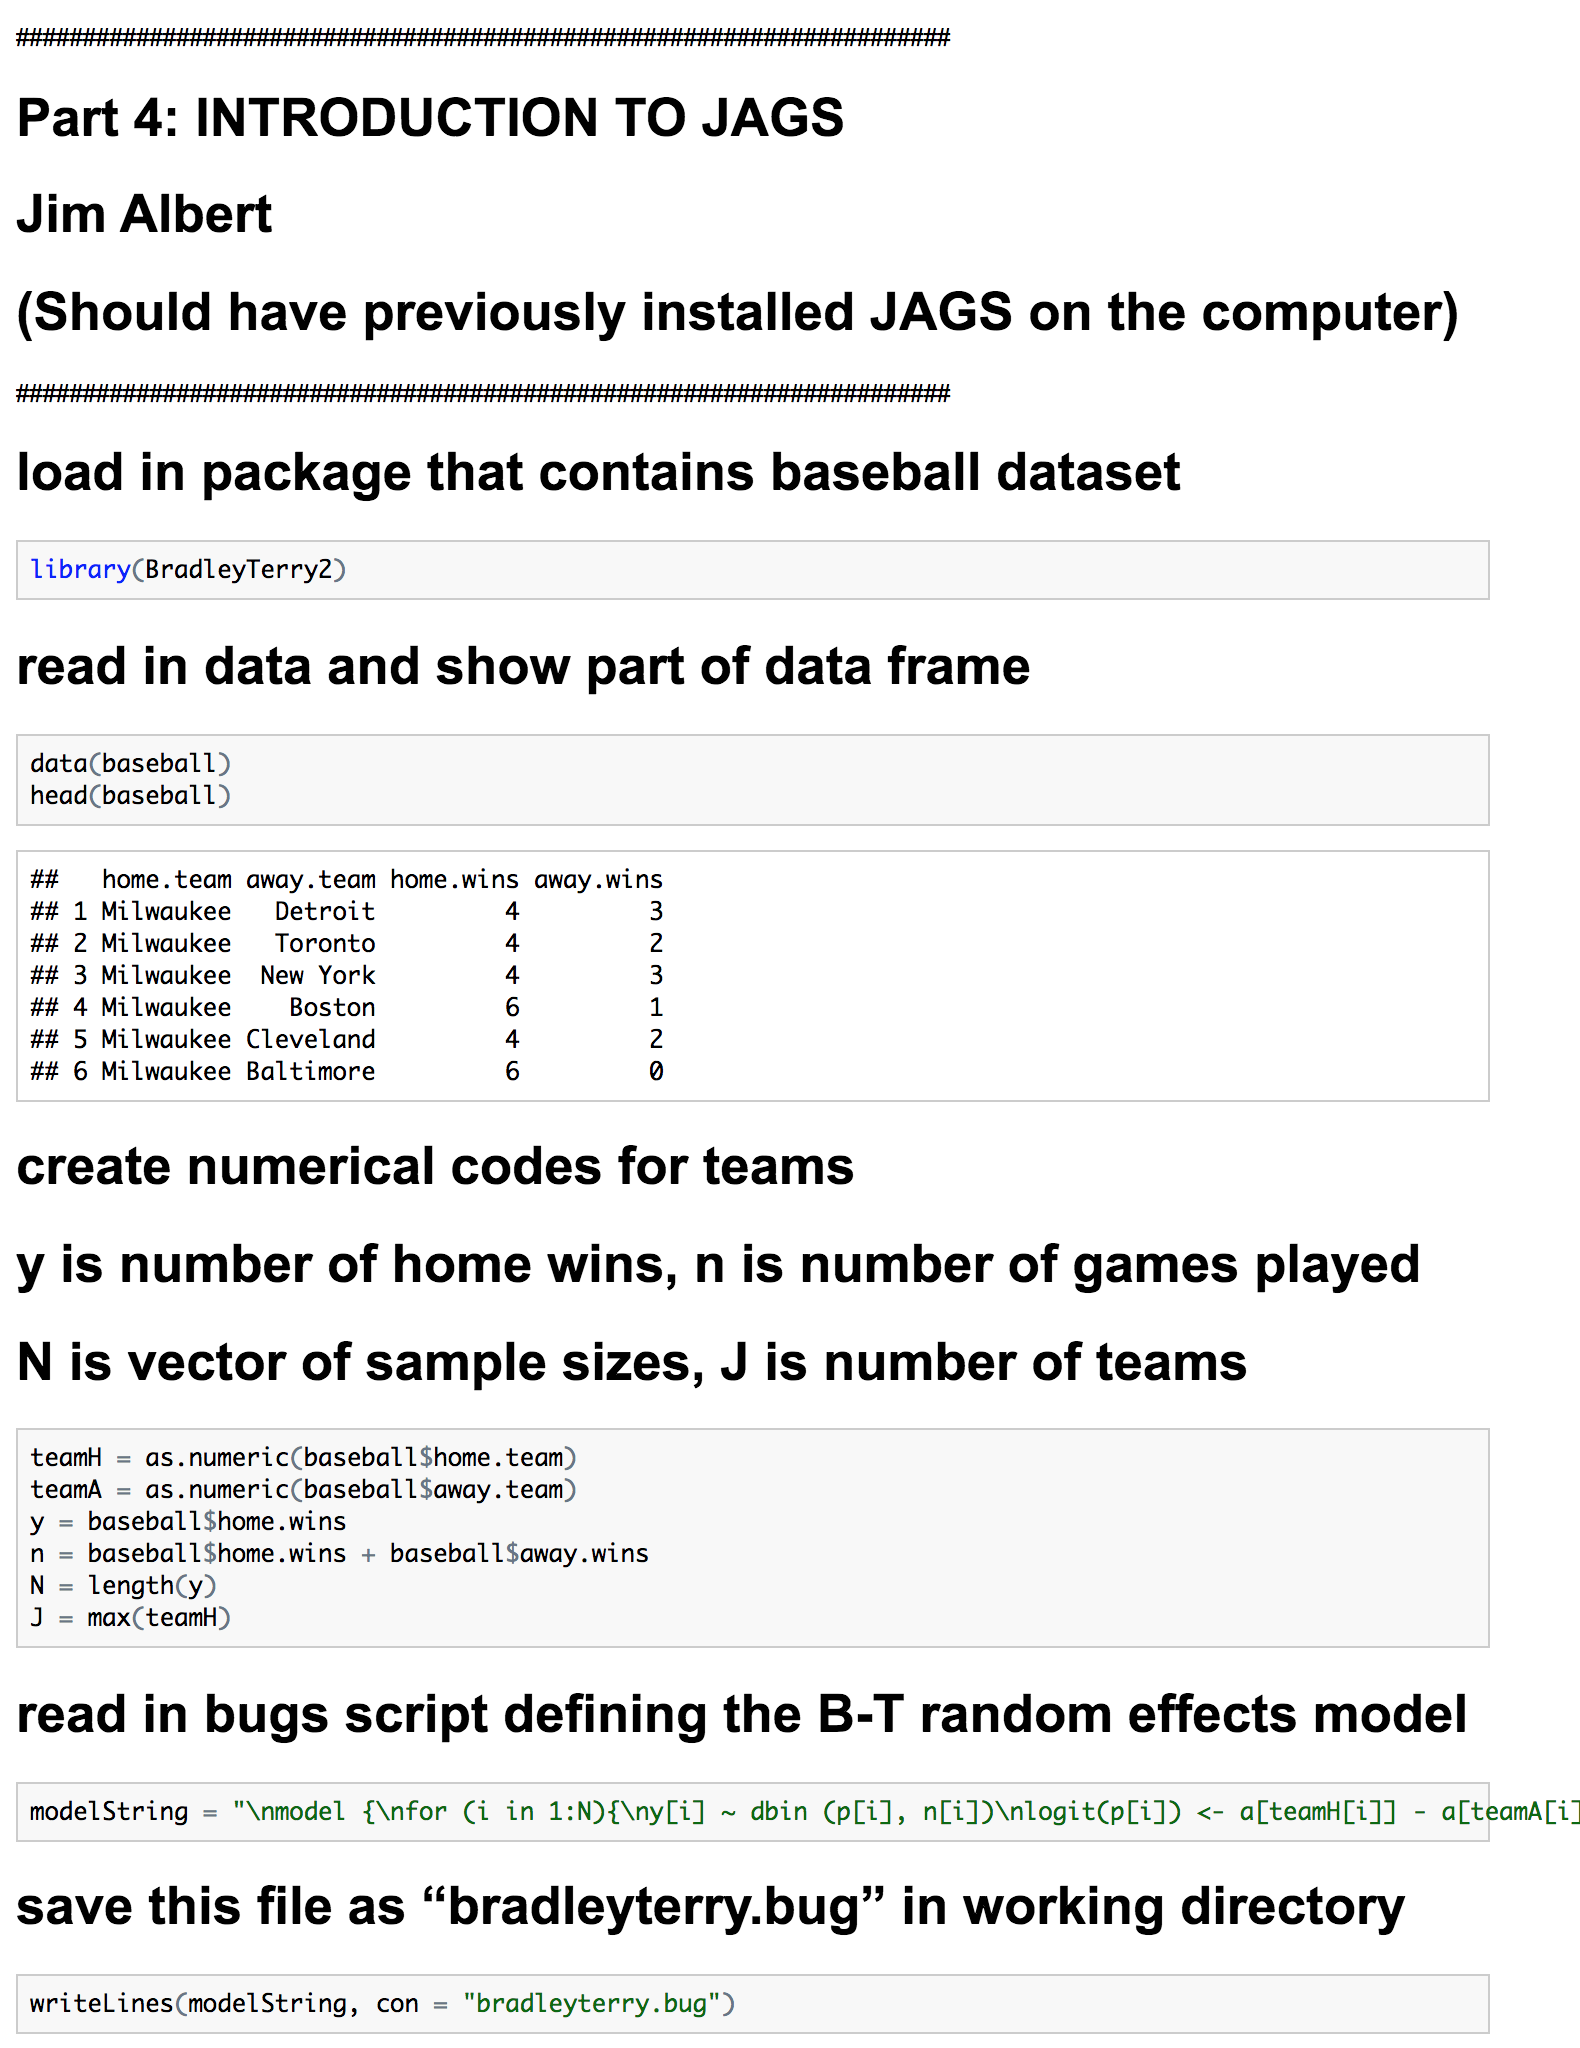 ######################################################################
Part 4: INTRODUCTION TO JAGS
Jim Albert
(Should have previously installed JAGS on the computer)
######################################################################
load in package that contains baseball dataset
library(BradleyTerry2)
read in data and show part of data frame
data(baseball)
head(baseball)
##   home.team away.team home.wins away.wins
## 1 Milwaukee   Detroit         4         3
## 2 Milwaukee   Toronto         4         2
## 3 Milwaukee  New York         4         3
## 4 Milwaukee    Boston         6         1
## 5 Milwaukee Cleveland         4         2
## 6 Milwaukee Baltimore         6         0
create numerical codes for teams
y is number of home wins, n is number of games played
N is vector of sample sizes, J is number of teams
teamH = as.numeric(baseball$home.team)
teamA = as.numeric(baseball$away.team)
y = baseball$home.wins
n = baseball$home.wins + baseball$away.wins
N = length(y)
J = max(teamH)
read in bugs script defining the B-T random effects model
modelString = "\nmodel {\nfor (i in 1:N){\ny[i] ~ dbin (p[i], n[i])\nlogit(p[i]) <- a[teamH[i]] - a[teamA[i]
save this file as “bradleyterry.bug” in working directory
writeLines(modelString, con = "bradleyterry.bug")